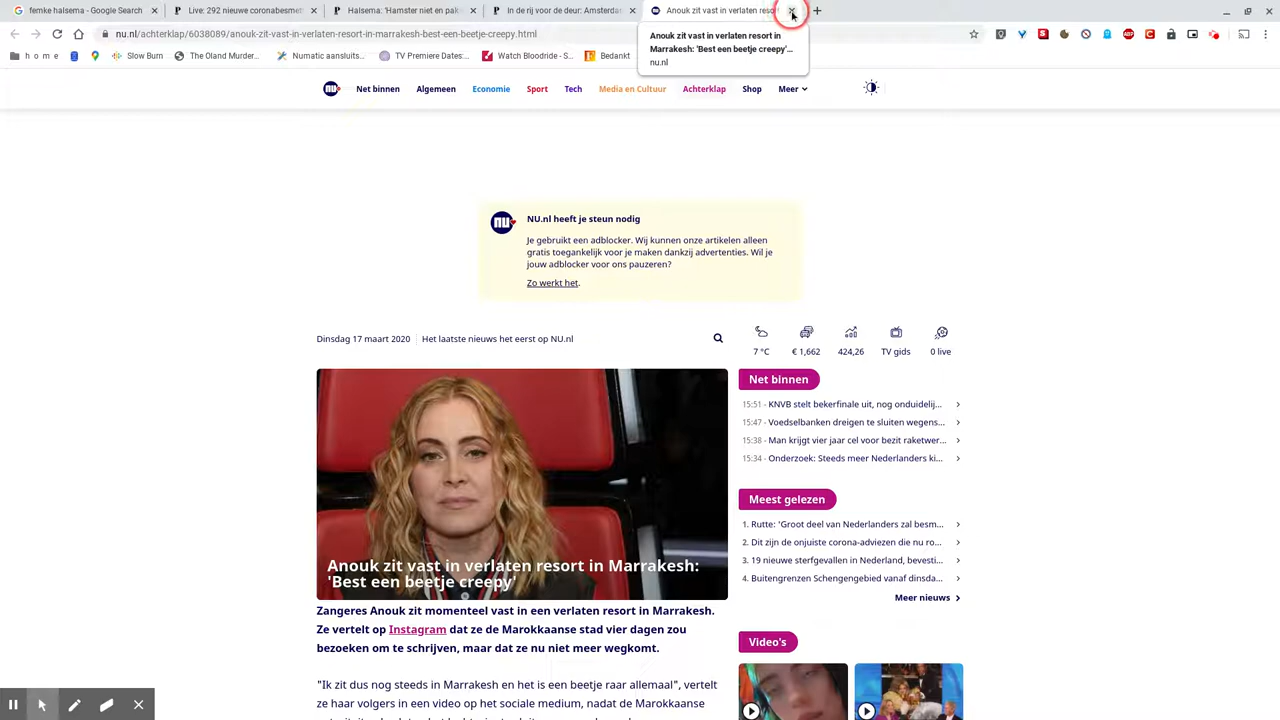 femke halsema - Google Search
Live: 292 nieuwe coronabesme
Halsema: 'Hamster niet en pak
In de rij voor de deur: Amsterda
Anouk zit vast in verlaten reso
nu.nl/achterklap/6038089/anouk-zit-vast-in-verlaten-resort-in-marrakesh-best-een-beetje-creepy.html
Anouk zit vast in verlaten resort in
Marrakesh: 'Best een beetje creepy'...
nu.nl
h o m e
Slow Burn
The Oland Murder...
Numatic aansluits...
TV Premiere Dates:...
Watch Bloodride - S...
Bedankt
nu
Net binnen
Algemeen
Economie
Sport
Tech
Media en Cultuur
Achterklap
Shop
Meer
nu
NU.nl heeft je steun nodig
Je gebruikt een adblocker. Wij kunnen onze artikelen alleen
gratis toegankelijk voor je maken dankzij advertenties. Wil je
jouw adblocker voor ons pauzeren?
Zo werkt het.
Dinsdag 17 maart 2020
Het laatste nieuws het eerst op NU.nl
7 °C
€ 1,662
424,26
TV gids
0 live
Anouk zit vast in verlaten resort in Marrakesh:
'Best een beetje creepy'
Zangeres Anouk zit momenteel vast in een verlaten resort in Marrakesh.
Ze vertelt op Instagram dat ze de Marokkaanse stad vier dagen zou
bezoeken om te schrijven, maar dat ze nu niet meer wegkomt.
"Ik zit dus nog steeds in Marrakesh en het is een beetje raar allemaal", vertelt
ze haar volgers in een video op het sociale medium, nadat de Marokkaanse
Net binnen
15:51 - KNVB stelt bekerfinale uit, nog onduidelij...
15:47 - Voedselbanken dreigen te sluiten wegens...
15:38 - Man krijgt vier jaar cel voor bezit raketwer...
15:34 - Onderzoek: Steeds meer Nederlanders ki...
Meest gelezen
1. Rutte: 'Groot deel van Nederlanders zal besm...
2. Dit zijn de onjuiste corona-adviezen die nu ro...
3. 19 nieuwe sterfgevallen in Nederland, bevesti...
4. Buitengrenzen Schengengebied vanaf dinsda...
Meer nieuws
Video's